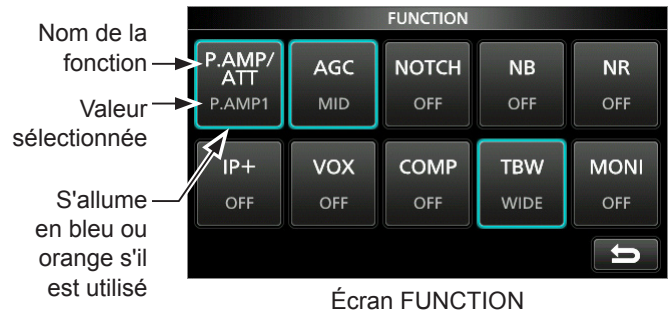 Nom de la
fonction
Valeur
sélectionnée
S'allume
en bleu ou
orange s'il
est utilisé
FUNCTION
P.AMP/
ATT
P.AMP1
AGC
MID
NOTCH
OFF
NB
OFF
NR
OFF
IP+
OFF
VOX
OFF
COMP
OFF
TBW
WIDE
MONI
OFF
Écran FUNCTION